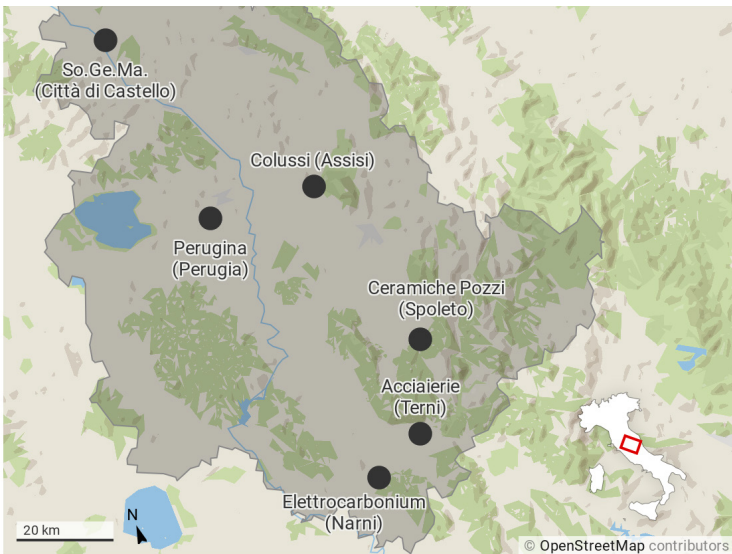 So.Ge.Ma.
(Città di Castello)
Colussi (Assisi)
Perugina
(Perugia)
Ceramiche Pozzi
(Spoleto)
Acciaierie
(Terni)
Elettrocarbonium
(Narni)
N
20 km
© OpenStreetMap contributors